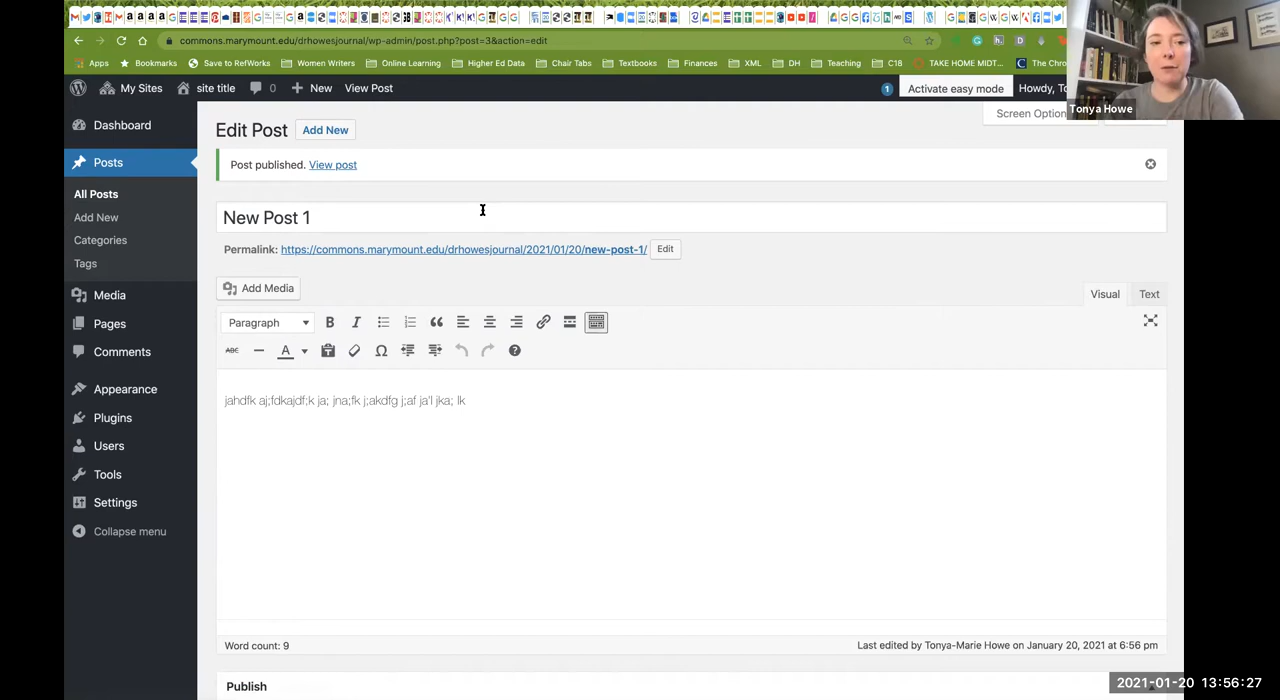 commons.marymount.edu/drhowesjournal/wp-admin/post.php?post=3&action=edit
Apps Bookmarks Save to RefWorks Women Writers Online Learning Higher Ed Data Chair Tabs Textbooks Finances XML DH Teaching C18 TAKE HOME MIDT... The Chro
My Sites site title 0 New View Post 1 Activate easy mode Howdy, To
Tonya Howe
Screen Option
Dashboard
Posts
All Posts
Add New
Categories
Tags
Media
Pages
Comments
Appearance
Plugins
Users
Tools
Settings
Collapse menu
Edit Post Add New
Post published. View post
New Post 1
Permalink: https://commons.marymount.edu/drhowesjournal/2021/01/20/new-post-1/ Edit
Add Media
Visual Text
Paragraph B I
ABC A Ω
jahdfk aj;fdkajdf;k ja; jna;fk j;akdfg j;af ja'l jka; lk
Word count: 9 Last edited by Tonya-Marie Howe on January 20, 2021 at 6:56 pm
Publish
2021-01-20 13:56:27